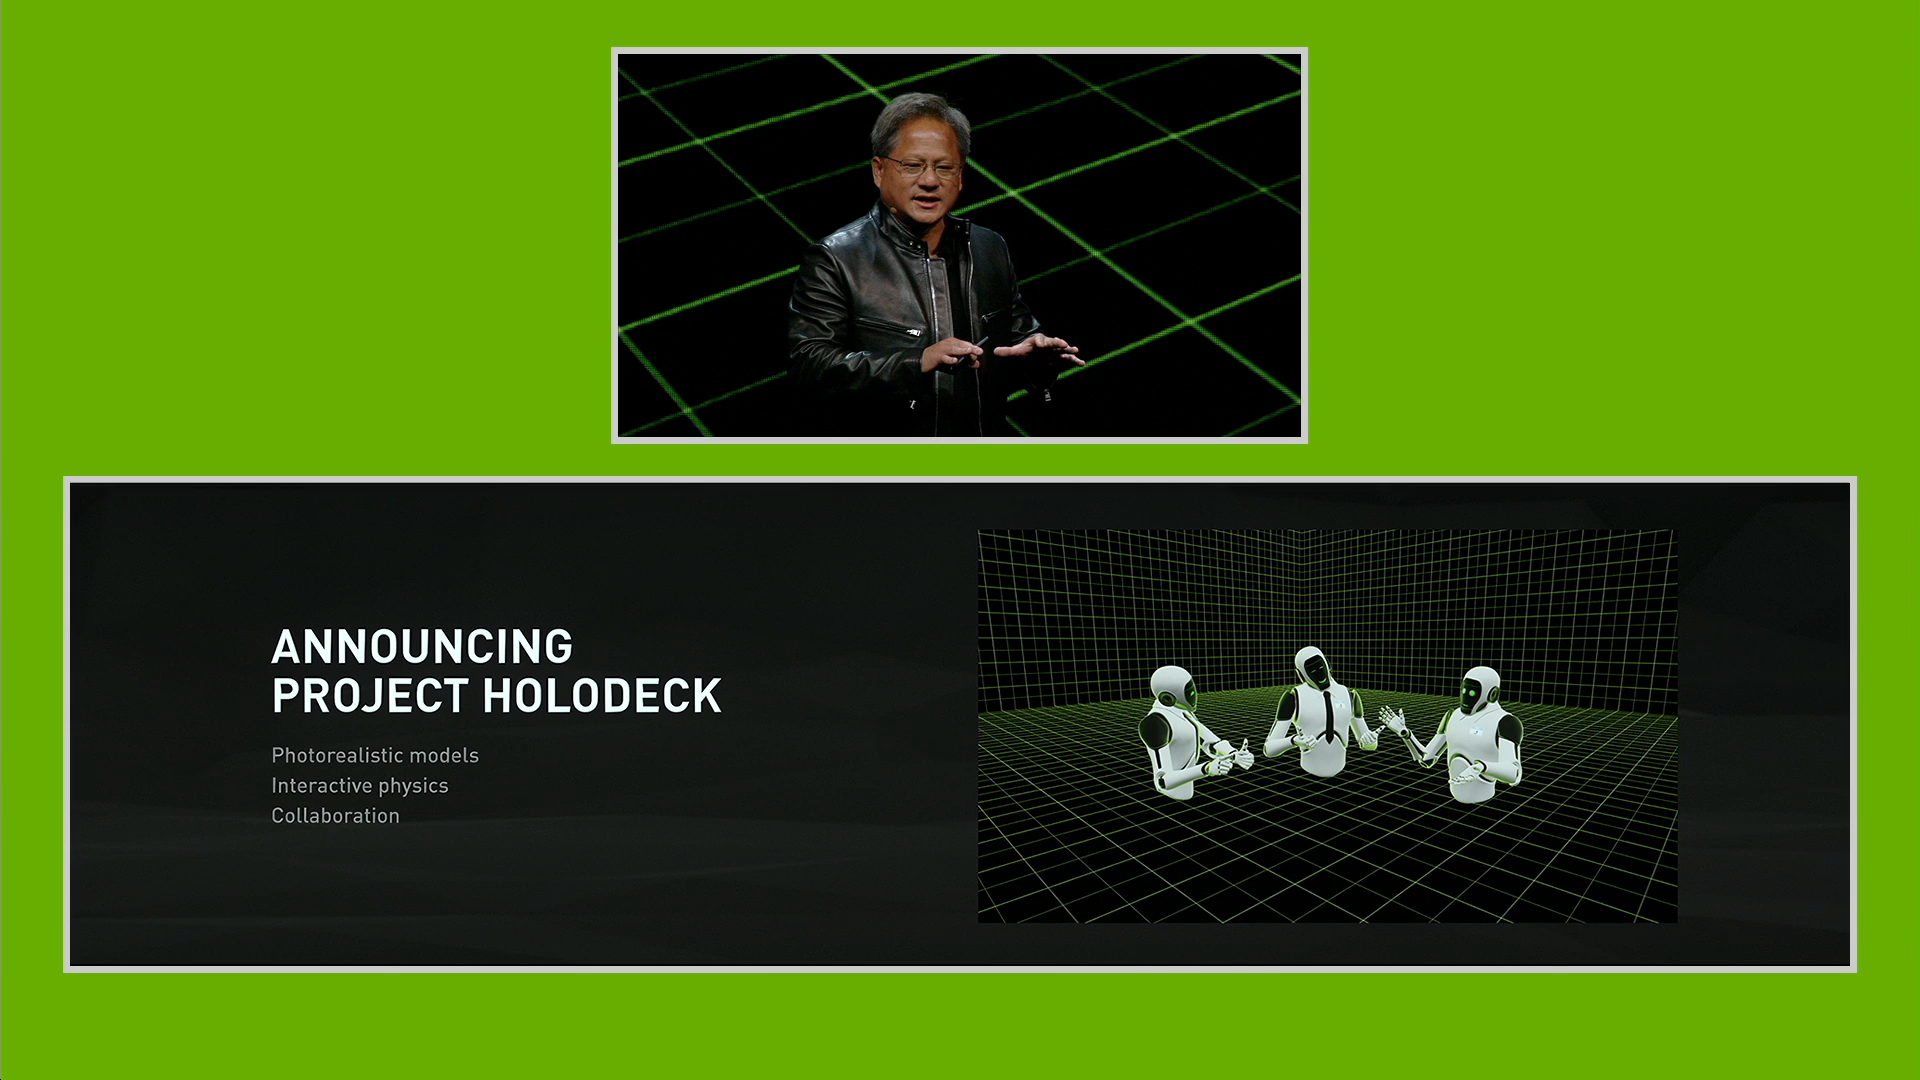 ANNOUNCING
PROJECT HOLODECK
Photorealistic models
Interactive physics
Collaboration